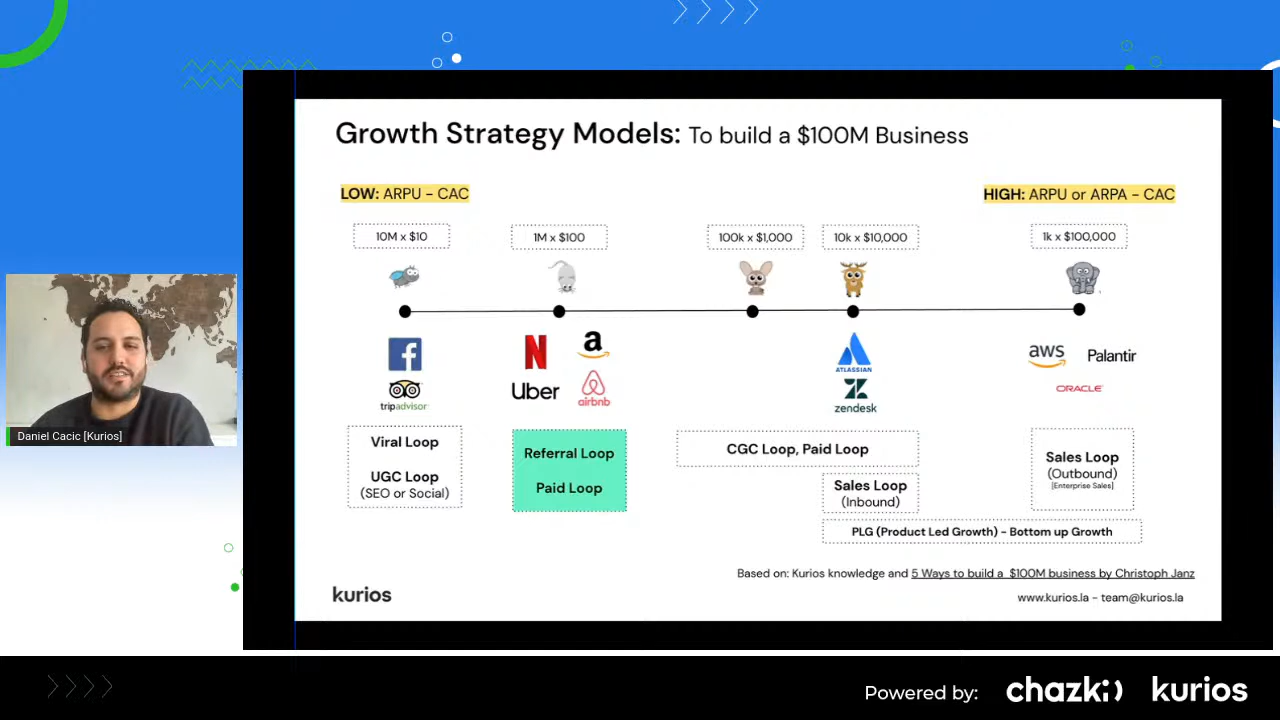 Growth Strategy Models: To build a $100M Business
LOW: ARPU - CAC
HIGH: ARPU or ARPA - CAC
10M x $10
1M x $100
100k x $1,000
10k x $10,000
1k x $100,000
tripadvisor
N
Uber
a
airbnb
ATLASSIAN
zendesk
aws
Palantir
ORACLE
Viral Loop
UGC Loop
(SEO or Social)
Referral Loop
Paid Loop
CGC Loop, Paid Loop
Sales Loop
(Inbound)
Sales Loop
(Outbound)
[Enterprise Sales]
PLG (Product Led Growth) - Bottom up Growth
Based on: Kurios knowledge and 5 Ways to build a $100M business by Christoph Janz
kurios
www.kurios.la - team@kurios.la
Daniel Cacic [Kurios]
Powered by: chazki kurios